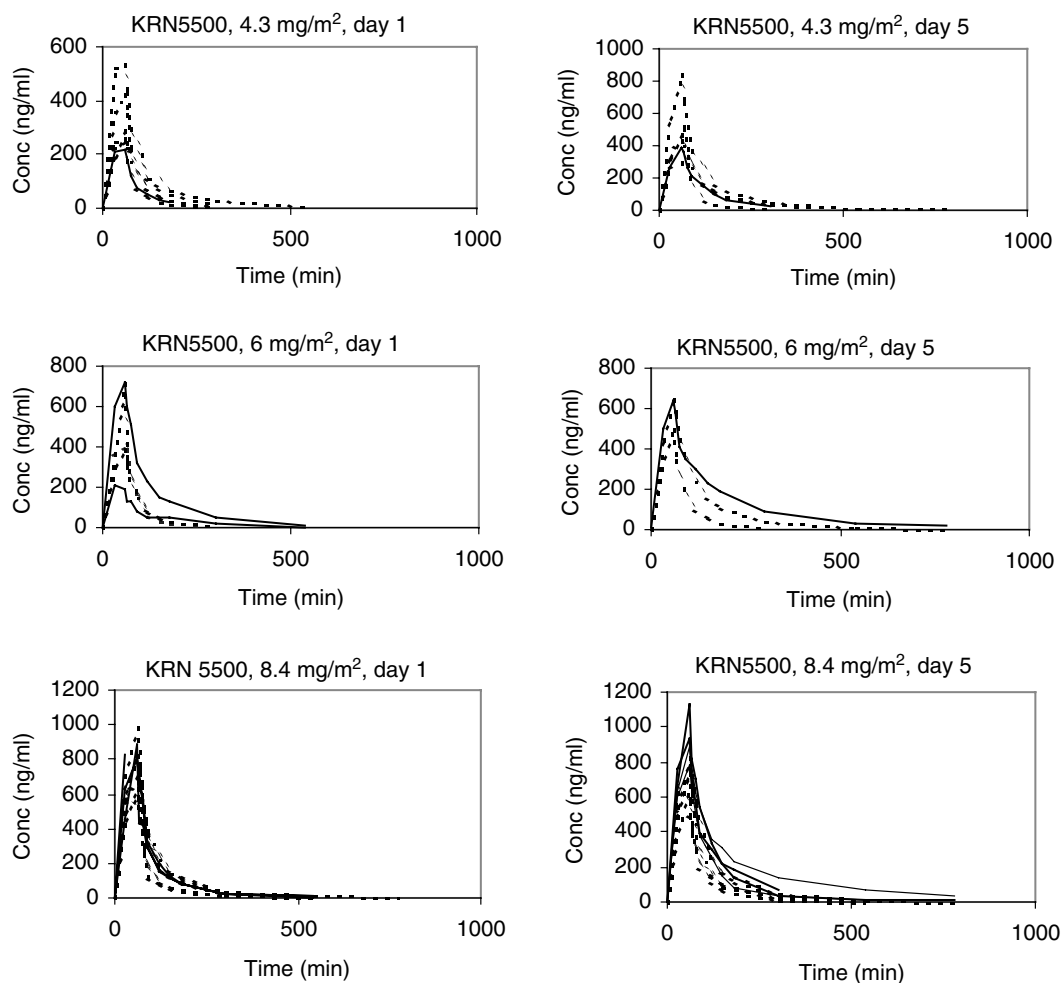 KRN5500, 4.3 mg/m², day 1
600
400
200
0
Conc (ng/ml)
0
500
1000
Time (min)
KRN5500, 4.3 mg/m², day 5
1000
800
600
400
200
0
Conc (ng/ml)
0
500
1000
Time (min)
KRN5500, 6 mg/m², day 1
800
600
400
200
0
Conc (ng/ml)
0
500
1000
Time (min)
KRN5500, 6 mg/m², day 5
800
600
400
200
0
Conc (ng/ml)
0
500
1000
Time (min)
KRN 5500, 8.4 mg/m², day 1
1200
1000
800
600
400
200
0
Conc (ng/ml)
0
500
1000
Time (min)
KRN5500, 8.4 mg/m², day 5
1200
1000
800
600
400
200
0
Conc (ng/ml)
0
500
1000
Time (min)